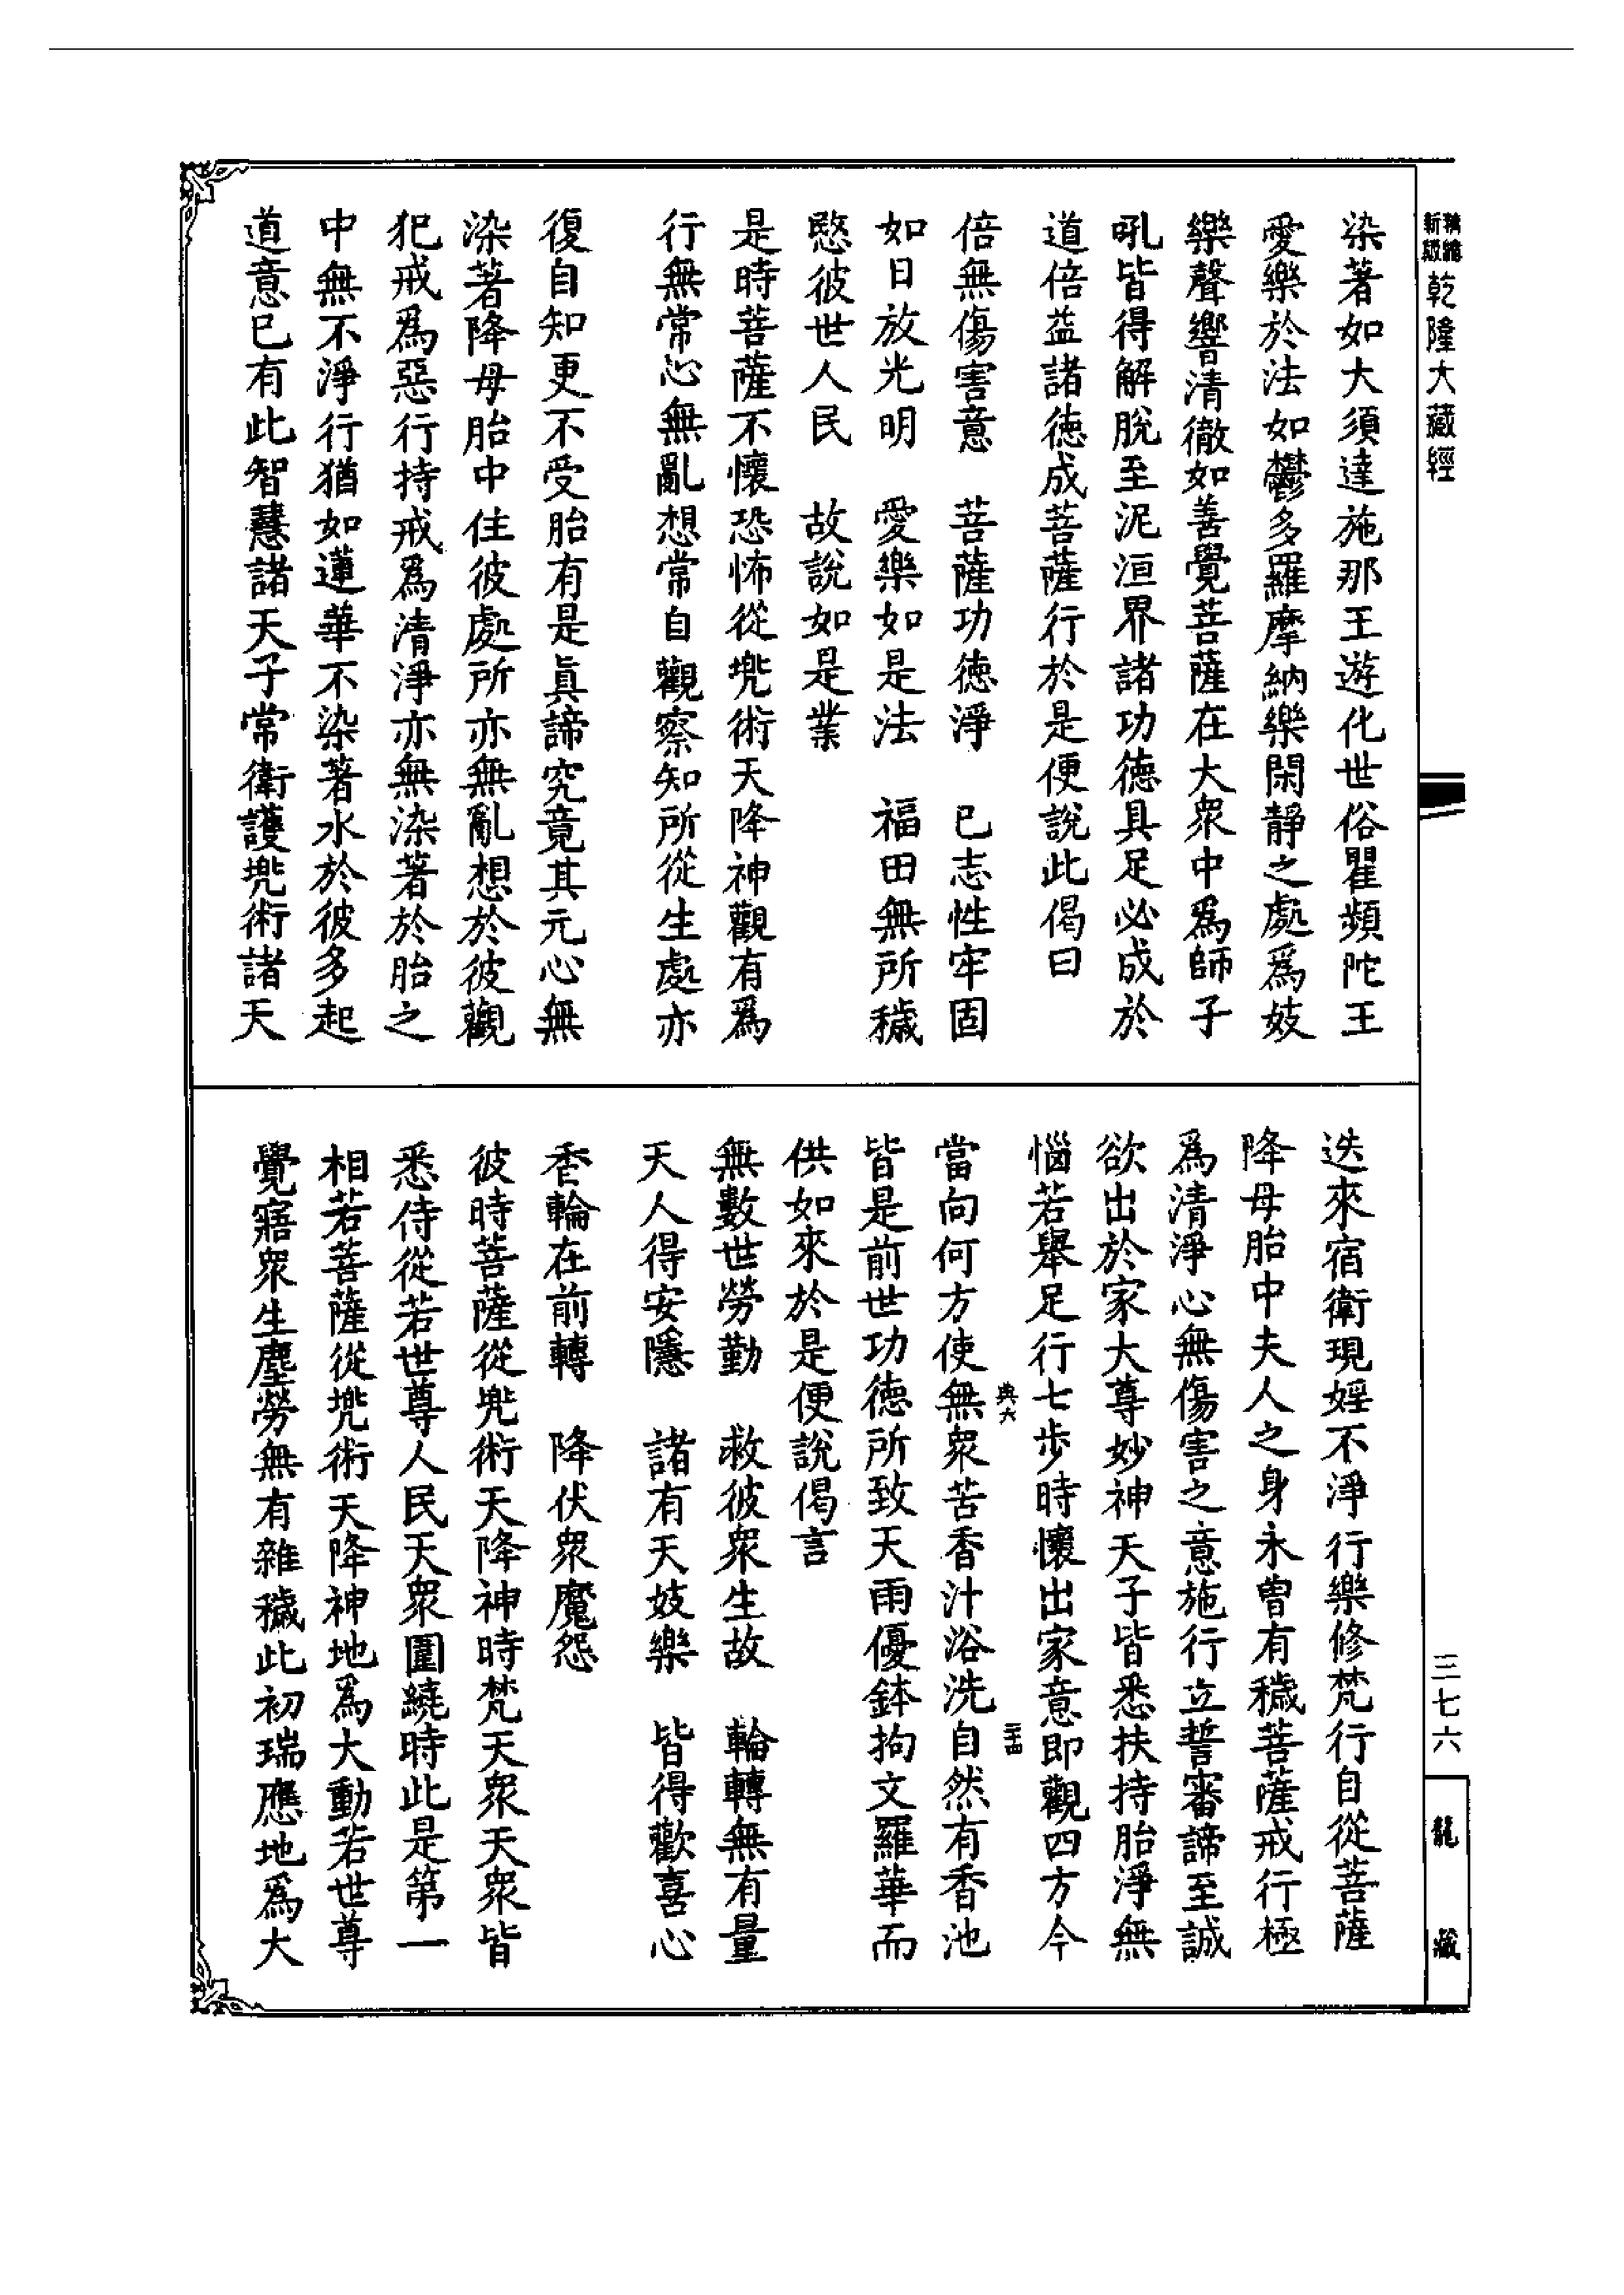 新版
精縮
乾隆大藏經
染著如大須達施那王遊化世俗瞿頻陀王
愛樂於法如鬱多羅摩納樂閑靜之處爲妓
樂聲響清徹如善覺菩薩在大衆中爲師子
吼皆得解脫至泥洹界諸功德具足必成於
道倍益諸德成菩薩行於是便說此偈曰
倍無傷害意　菩薩功德淨　已志性牢固
如日放光明　愛樂如是法　福田無所穢
愍彼世人民　故說如是業
是時菩薩不懷恐怖從兠術天降神觀有爲
行無常心無亂想常自觀察知所從生處亦
復自知更不受胎有是眞諦究竟其元心無
染著降母胎中住彼處所亦無亂想於彼觀
犯戒爲惡行持戒爲清淨亦無染著於胎之
中無不淨行猶如蓮華不染著水於彼多起
道意已有此智慧諸天子常衛護兠術諸天
迭來宿衛現婬不淨行樂修梵行自從菩薩
降母胎中夫人之身永曾有穢菩薩戒行極
爲清淨心無傷害之意施行立誓審諦至誠
欲出於家大尊妙神天子皆悉扶持胎淨無
惱若舉足行七步時懷出家意即觀四方今
典六
二十四
當向何方使無衆苦香汁浴洗自然有香池
皆是前世功德所致天雨優鉢拘文羅華而
供如來於是便說偈言
無數世勞勤　救彼衆生故　輪轉無有量
天人得安隱　諸有天妓樂　皆得歡喜心
香輪在前轉　降伏衆魔怨
彼時菩薩從兠術天降神時梵天衆天衆皆
悉侍從若世尊人民天衆圍繞時此是第一
相若菩薩從兠術天降神地爲大動若世尊
覺寤衆生塵勞無有雜穢此初瑞應地爲大
三七六
龍藏